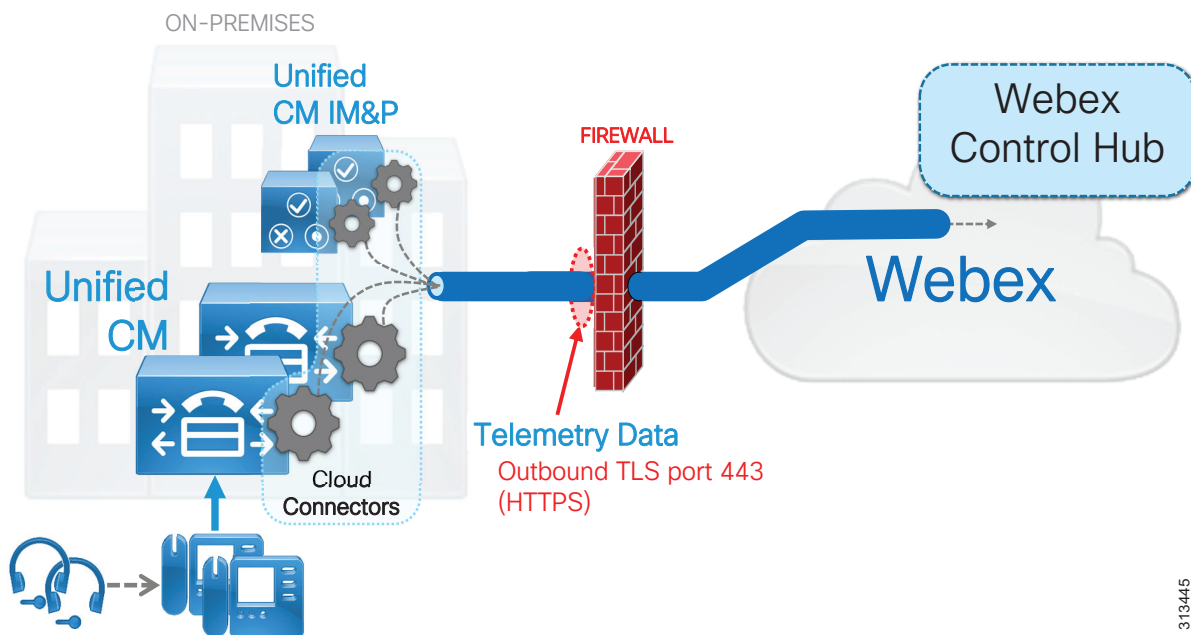 ON-PREMISES
Unified
CM IM&P
FIREWALL
Webex
Control Hub
Webex
Unified
CM
Telemetry Data
Outbound TLS port 443
(HTTPS)
Cloud
Connectors
313445